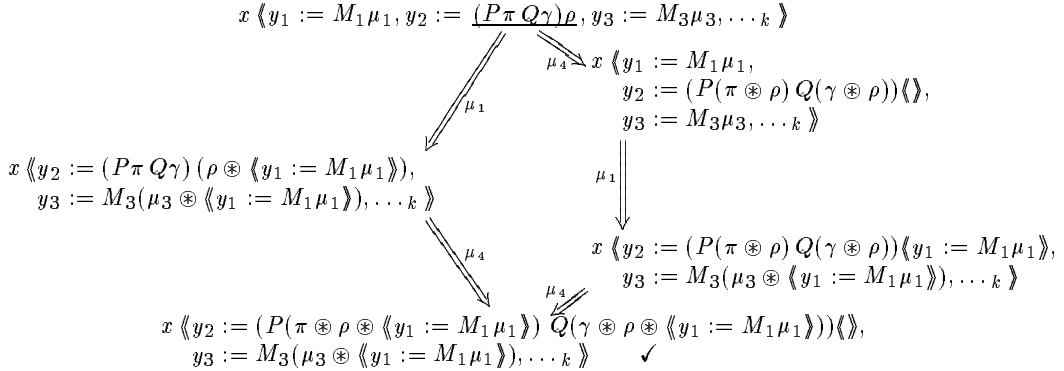 x ⟪y₁ := M₁μ₁, y₂ := (Pπ Qγ)ρ, y₃ := M₃μ₃, …ₖ ⟫
μ₄
x ⟪y₁ := M₁μ₁,
y₂ := (P(π ⊛ ρ) Q(γ ⊛ ρ))⟪⟫,
y₃ := M₃μ₃, …ₖ ⟫
μ₁
x ⟪y₂ := (Pπ Qγ) (ρ ⊛ ⟪y₁ := M₁μ₁⟫),
y₃ := M₃(μ₃ ⊛ ⟪y₁ := M₁μ₁⟫), …ₖ ⟫
μ₁
x ⟪y₂ := (P(π ⊛ ρ) Q(γ ⊛ ρ))⟪y₁ := M₁μ₁⟫,
y₃ := M₃(μ₃ ⊛ ⟪y₁ := M₁μ₁⟫), …ₖ ⟫
μ₄
μ₄
x ⟪y₂ := (P(π ⊛ ρ ⊛ ⟪y₁ := M₁μ₁⟫) Q(γ ⊛ ρ ⊛ ⟪y₁ := M₁μ₁⟫))⟪⟫,
y₃ := M₃(μ₃ ⊛ ⟪y₁ := M₁μ₁⟫), …ₖ ⟫ ✓